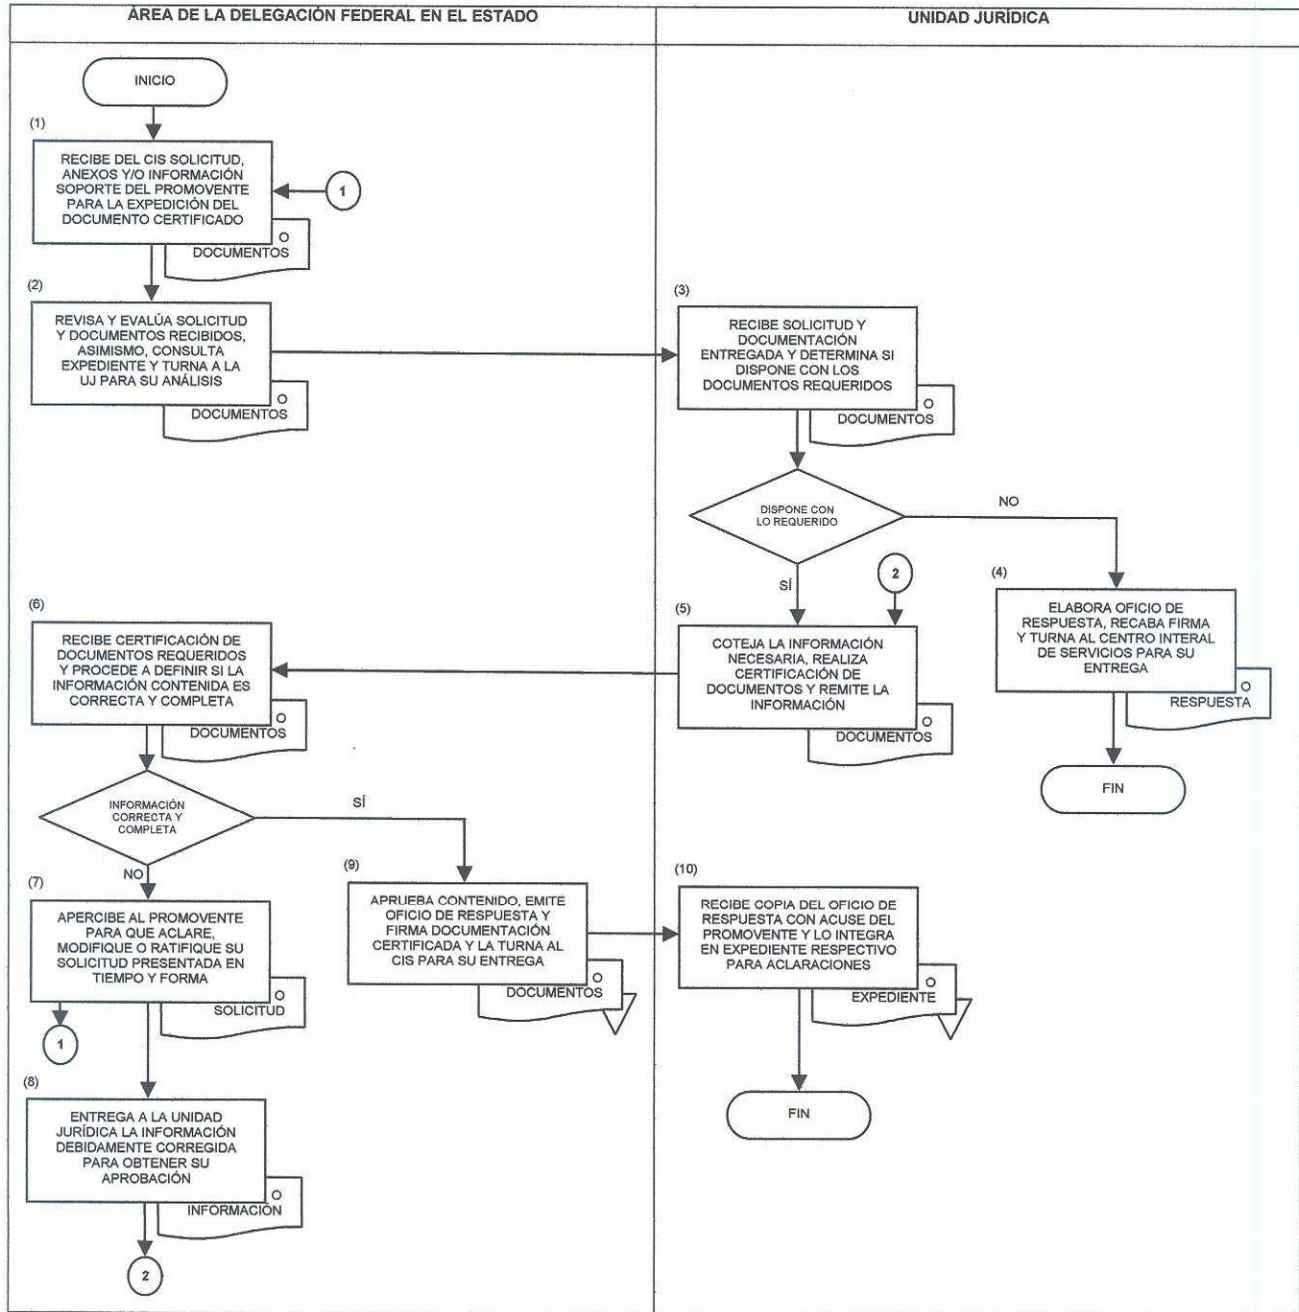 ÁREA DE LA DELEGACIÓN FEDERAL EN EL ESTADO
UNIDAD JURÍDICA
INICIO
(1)
RECIBE DEL CIS SOLICITUD,
ANEXOS Y/O INFORMACIÓN
SOPORTE DEL PROMOVENTE
PARA LA EXPEDICIÓN DEL
DOCUMENTO CERTIFICADO
1
O
DOCUMENTOS
(2)
REVISA Y EVALÚA SOLICITUD
Y DOCUMENTOS RECIBIDOS,
ASIMISMO, CONSULTA
EXPEDIENTE Y TURNA A LA
UJ PARA SU ANÁLISIS
O
DOCUMENTOS
(3)
RECIBE SOLICITUD Y
DOCUMENTACIÓN
ENTREGADA Y DETERMINA SI
DISPONE CON LOS
DOCUMENTOS REQUERIDOS
O
DOCUMENTOS
DISPONE CON
LO REQUERIDO
NO
SÍ
2
(4)
ELABORA OFICIO DE
RESPUESTA, RECABA FIRMA
Y TURNA AL CENTRO INTERAL
DE SERVICIOS PARA SU
ENTREGA
O
RESPUESTA
FIN
(5)
COTEJA LA INFORMACIÓN
NECESARIA, REALIZA
CERTIFICACIÓN DE
DOCUMENTOS Y REMITE LA
INFORMACIÓN
O
DOCUMENTOS
(6)
RECIBE CERTIFICACIÓN DE
DOCUMENTOS REQUERIDOS
Y PROCEDE A DEFINIR SI LA
INFORMACIÓN CONTENIDA ES
CORRECTA Y COMPLETA
O
DOCUMENTOS
INFORMACIÓN
CORRECTA Y
COMPLETA
SÍ
NO
(7)
APERCIBE AL PROMOVENTE
PARA QUE ACLARE,
MODIFIQUE O RATIFIQUE SU
SOLICITUD PRESENTADA EN
TIEMPO Y FORMA
O
SOLICITUD
1
(8)
ENTREGA A LA UNIDAD
JURÍDICA LA INFORMACIÓN
DEBIDAMENTE CORREGIDA
PARA OBTENER SU
APROBACIÓN
O
INFORMACIÓN
2
(9)
APRUEBA CONTENIDO, EMITE
OFICIO DE RESPUESTA Y
FIRMA DOCUMENTACIÓN
CERTIFICADA Y LA TURNA AL
CIS PARA SU ENTREGA
O
DOCUMENTOS
(10)
RECIBE COPIA DEL OFICIO DE
RESPUESTA CON ACUSE DEL
PROMOVENTE Y LO INTEGRA
EN EXPEDIENTE RESPECTIVO
PARA ACLARACIONES
O
EXPEDIENTE
FIN